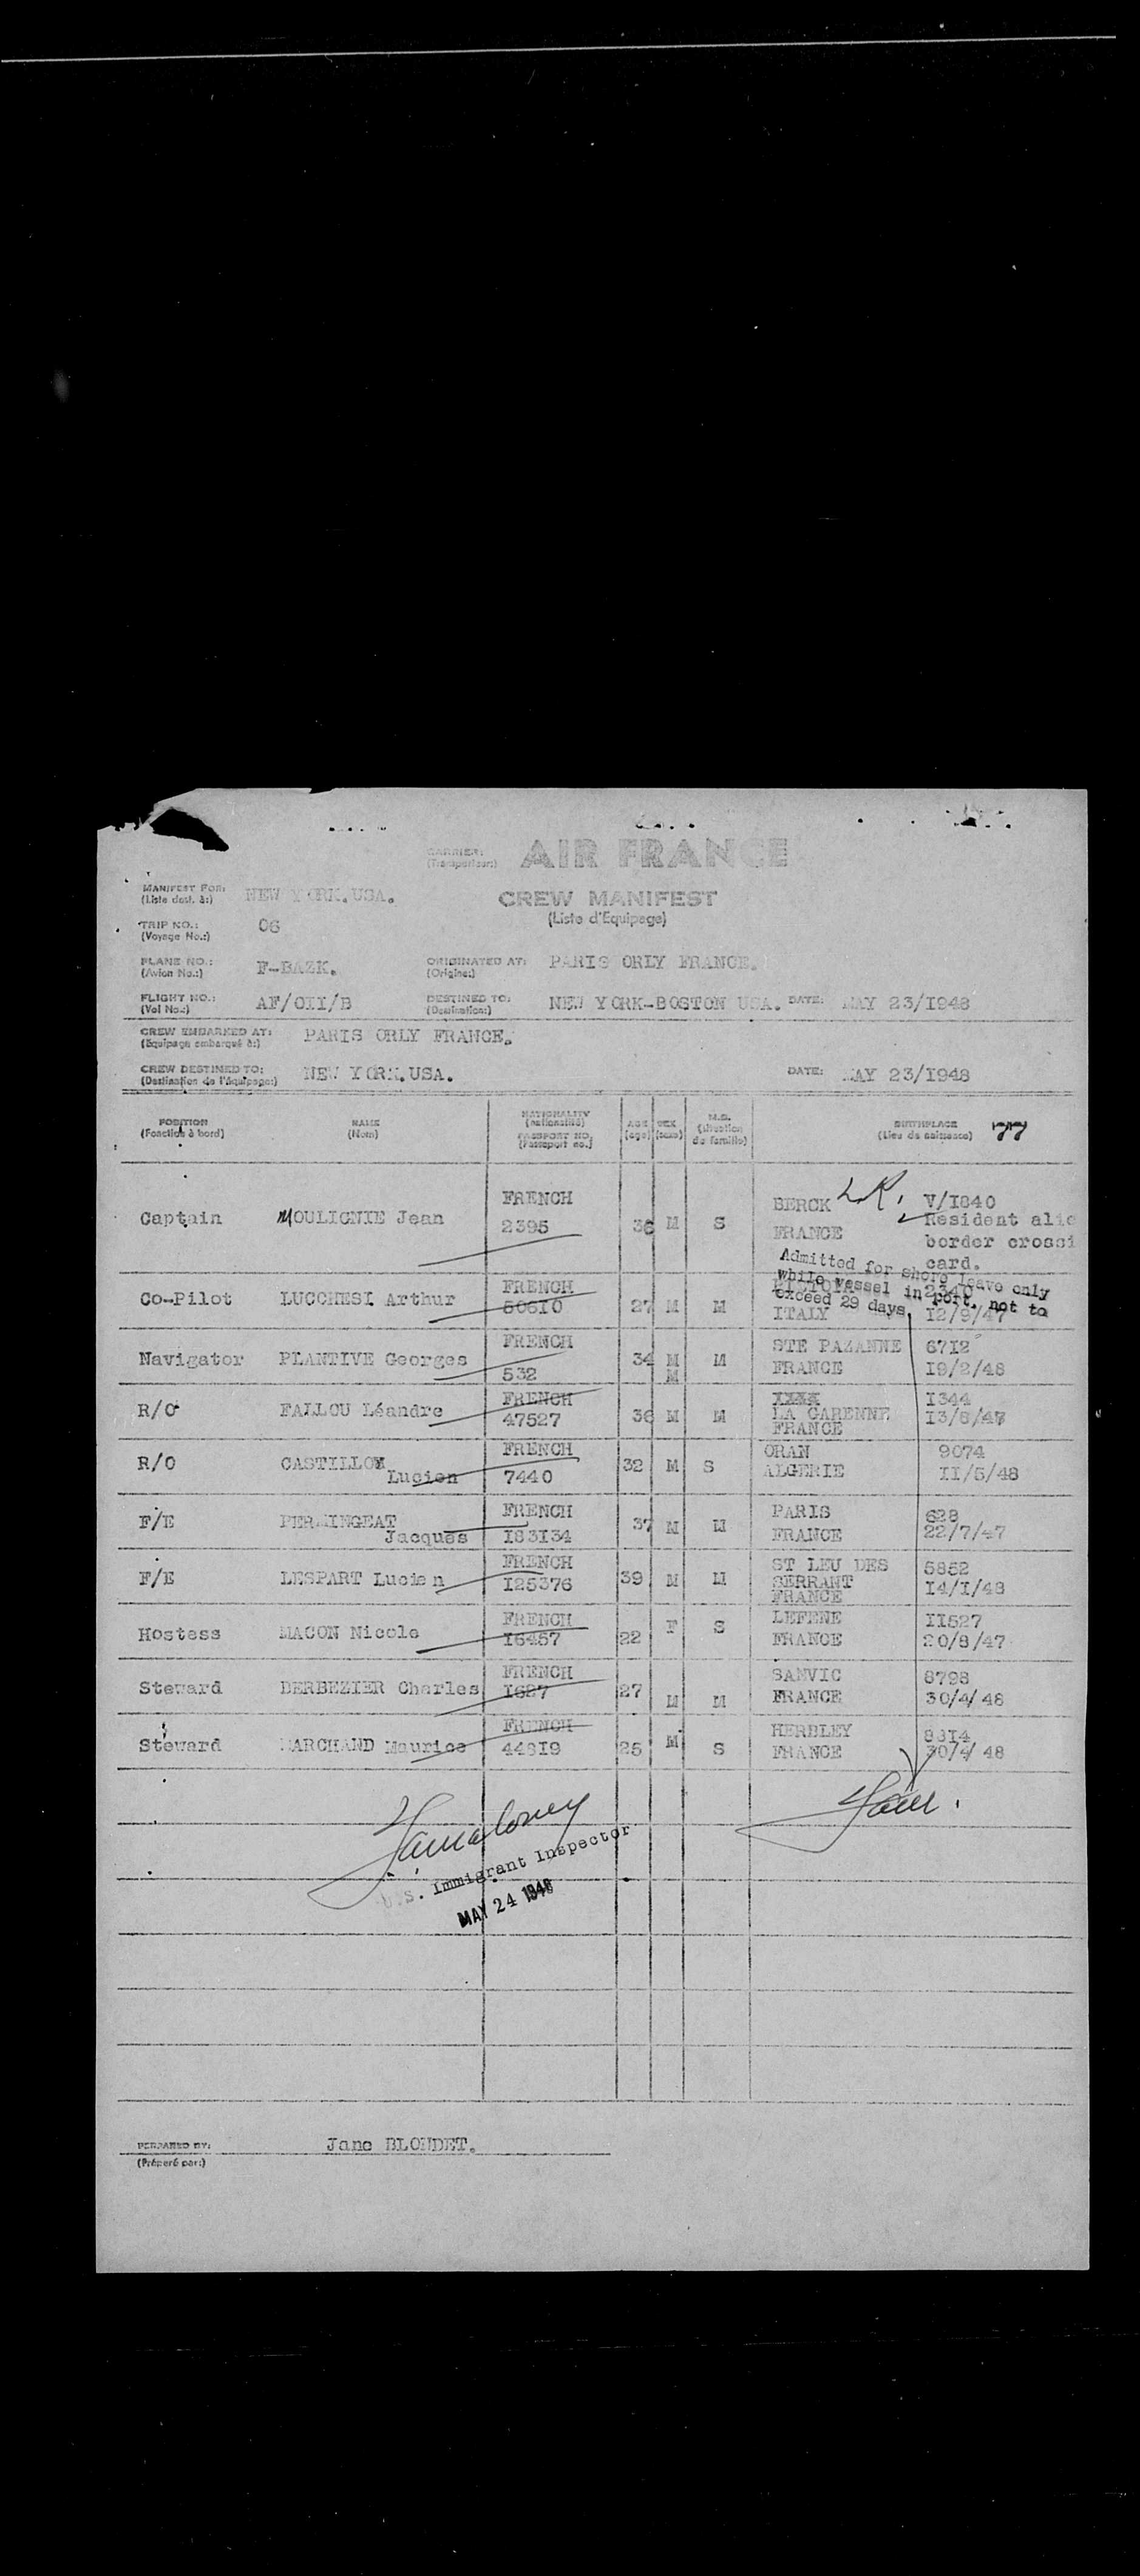 CARRIER: AIR FRANCE
(Transporteur:)
MANIFEST FOR: NEW YORK.USA. CREW MANIFEST
(Liste dest. à:) (Liste d'Equipage)
TRIP NO.: 06
(Voyage No.:)
PLANE NO.: F-BAZK. ORIGINATED AT: PARIS ORLY FRANCE.
(Avion No.:) (Origine:)
FLIGHT NO.: AF/OII/B DESTINED TO: NEW YORK-BOSTON USA. DATE: MAY 23/I948
(Vol No.:) (Destination:)
CREW EMBARKED AT: PARIS ORLY FRANCE.
(Equipage embarqué à:)
CREW DESTINED TO: NEW YORK.USA. DATE: MAY 23/I948
(Destination de l'équipage:)
POSITION NAME NATIONALITY AGE SEX M.S. BIRTHPLACE 77
(Fonction à bord) (Nom) (nationalité) (age) (sexe) (situation de famille) (Lieu de naissance)
PASSPORT NO.
(Passeport no.)
Captain MOULIGNIE Jean FRENCH 2395 36 M S BERCK FRANCE LR. V/I840
Resident alie
border crossi
card.
Admitted for shore leave only
while vessel in port, not to
exceed 29 days.
Co-Pilot LUCCHESI Arthur FRENCH 505I0 27 M M ITALY I2/9/47
Navigator PLANTIVE Georges FRENCH 532 34 M M M STE PAZANNE FRANCE 67I2 I9/2/48
R/O FALLOU Léandre FRENCH 47527 36 M M LA GARENNE FRANCE I344 I3/8/47
R/O CASTILLON Lucien FRENCH 7440 32 M S ORAN ALGERIE 9074 II/5/48
F/E PERMINGEAT Jacques FRENCH I83I34 37 M M PARIS FRANCE 628 22/7/47
F/E LESPART Lucien FRENCH I25376 39 M M ST LEU DES SERRANT FRANCE 5852 I4/I/48
Hostess MACON Nicole FRENCH I6457 22 F S LEFENE FRANCE II527 20/8/47
Steward DERBEZIER Charles FRENCH I687 27 M M SANVIC FRANCE 8798 30/4/48
Steward MARCHAND Maurice FRENCH 448I9 25 M S HERBLEY FRANCE 83I4 30/4/48
U.S. Immigrant Inspector
MAY 24 1948
PREPARED BY: Jane BLONDET.
(Préparé par:)